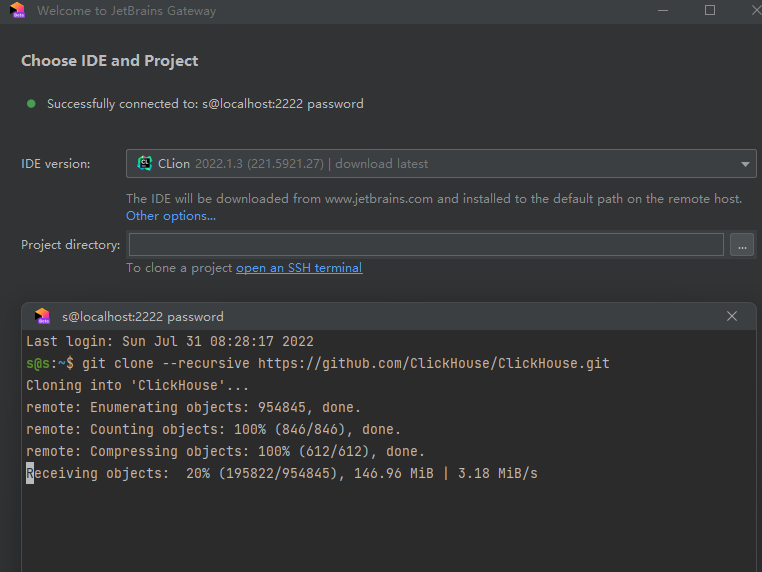 Welcome to JetBrains Gateway
Choose IDE and Project
Successfully connected to: s@localhost:2222 password
IDE version:
CLion 2022.1.3 (221.5921.27) | download latest
The IDE will be downloaded from www.jetbrains.com and installed to the default path on the remote host.
Other options...
Project directory:
...
To clone a project open an SSH terminal
s@localhost:2222 password
Last login: Sun Jul 31 08:28:17 2022
s@s:~$ git clone --recursive https://github.com/ClickHouse/ClickHouse.git
Cloning into 'ClickHouse'...
remote: Enumerating objects: 954845, done.
remote: Counting objects: 100% (846/846), done.
remote: Compressing objects: 100% (612/612), done.
Receiving objects:  20% (195822/954845), 146.96 MiB | 3.18 MiB/s